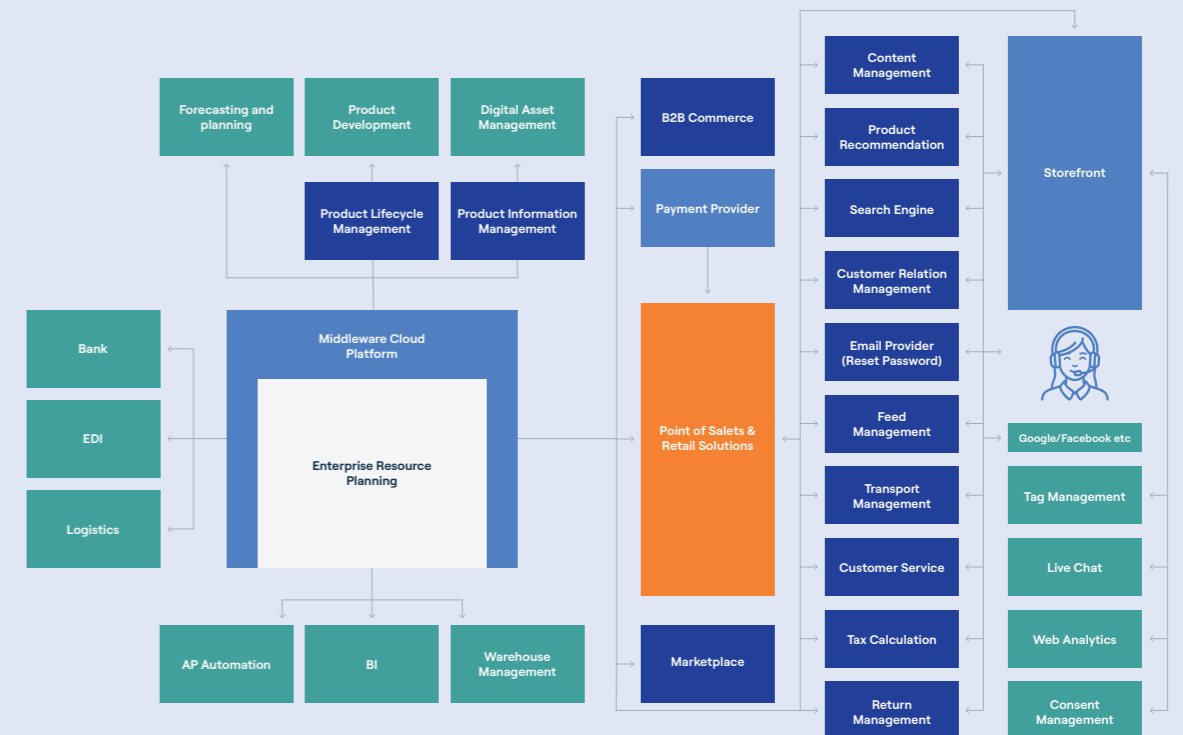 Forecasting and
planning
Product
Development
Digital Asset
Management
Product Lifecycle
Management
Product Information
Management
Bank
EDI
Logistics
Middleware Cloud
Platform
Enterprise Resource
Planning
AP Automation
BI
Warehouse
Management
B2B Commerce
Payment Provider
Point of Salets &
Retail Solutions
Marketplace
Content
Management
Product
Recommendation
Search Engine
Customer Relation
Management
Email Provider
(Reset Password)
Feed
Management
Transport
Management
Customer Service
Tax Calculation
Return
Management
Storefront
Google/Facebook etc
Tag Management
Live Chat
Web Analytics
Consent
Management